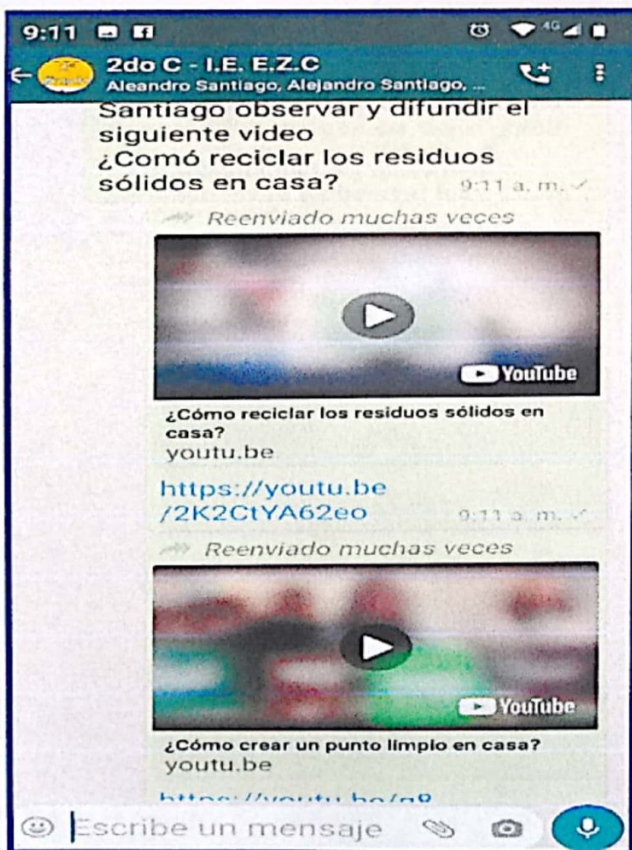 9:11
4G
2do C - I.E. E.Z.C
Aleandro Santiago, Alejandro Santiago, ...
Santiago observar y difundir el
siguiente video
¿Comó reciclar los residuos
sólidos en casa?
9:11 a. m.
Reenviado muchas veces
YouTube
¿Cómo reciclar los residuos sólidos en
casa?
youtu.be
https://youtu.be
/2K2CtYA62eo
9:11 a. m.
Reenviado muchas veces
YouTube
¿Cómo crear un punto limpio en casa?
youtu.be
Escribe un mensaje